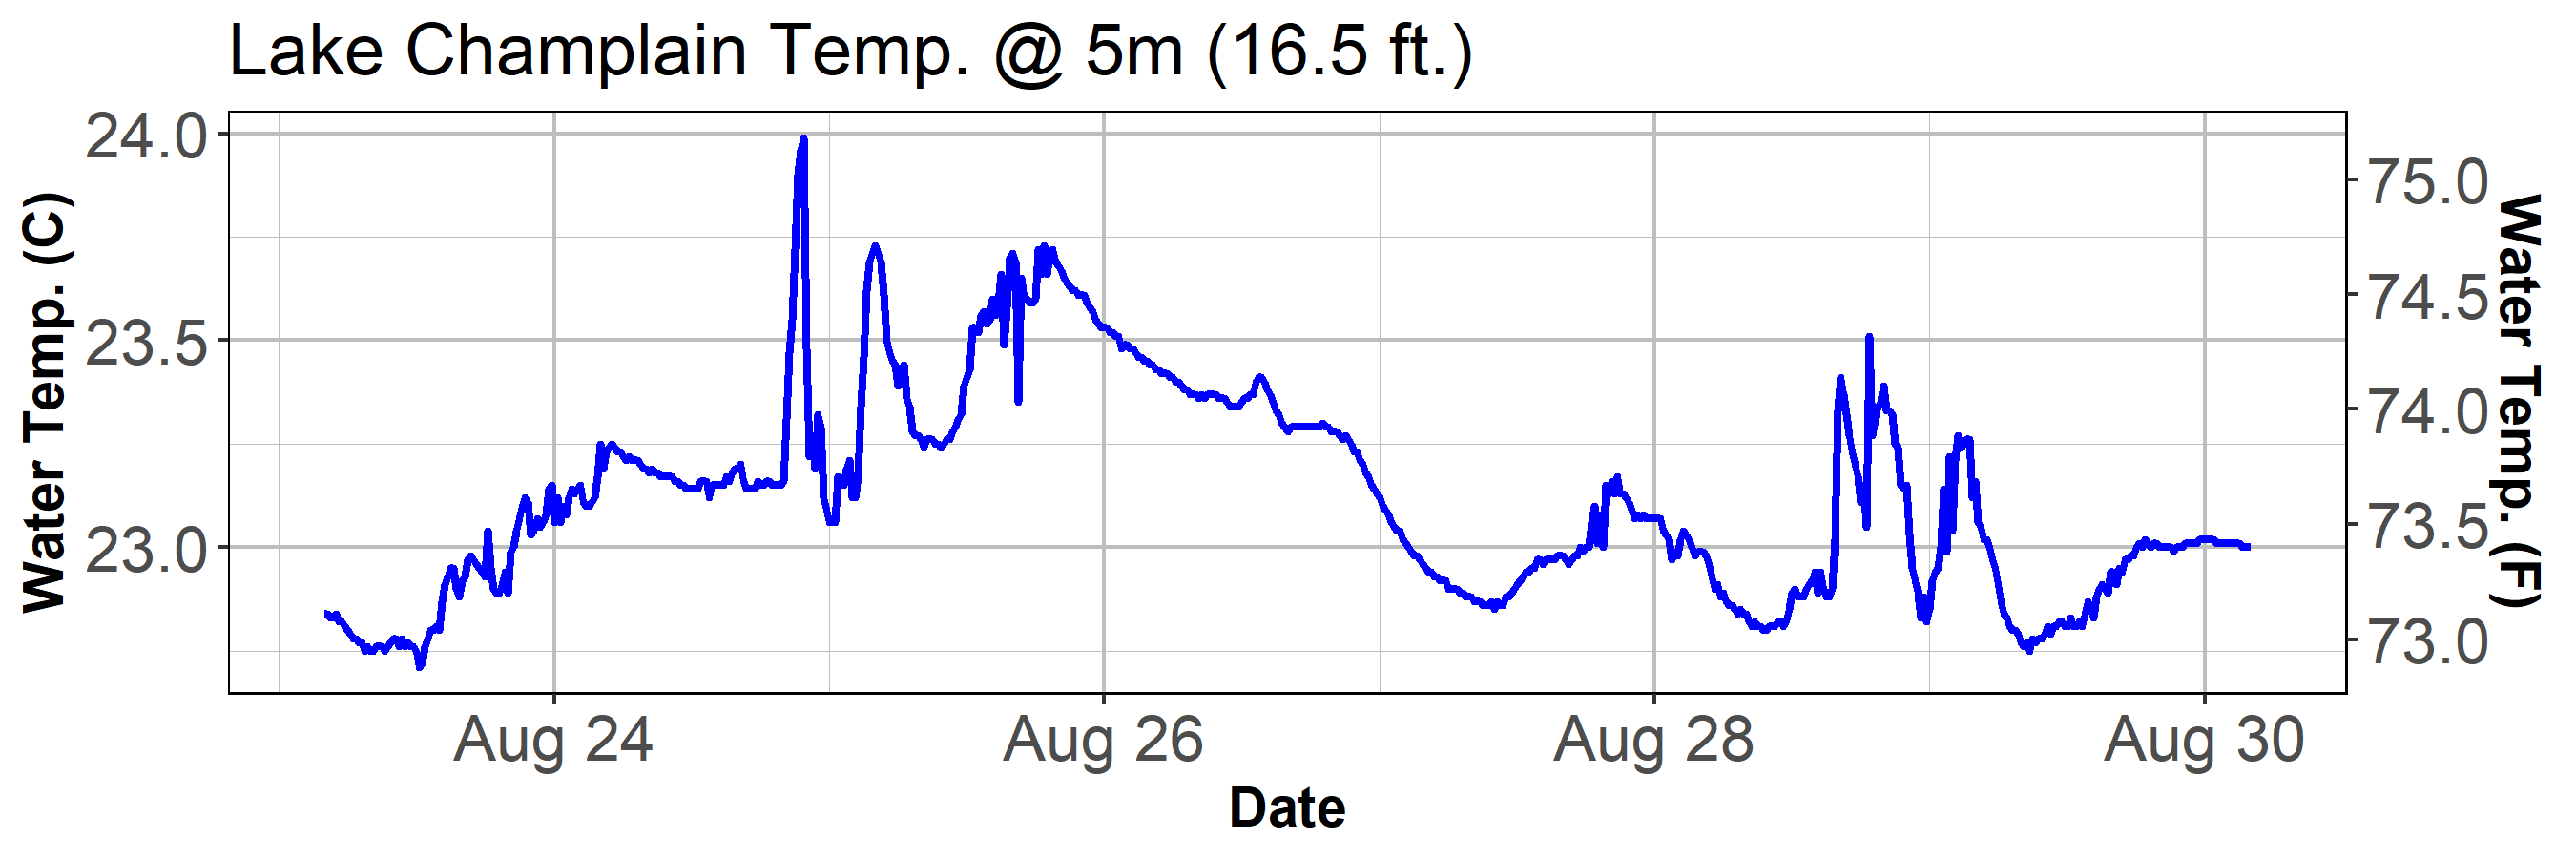 Lake Champlain Temp. @ 5m (16.5 ft.)
Water Temp. (C)
24.0
23.5
23.0
75.0
74.5
74.0
73.5
73.0
Water Temp. (F)
Aug 24 Aug 26 Aug 28 Aug 30
Date